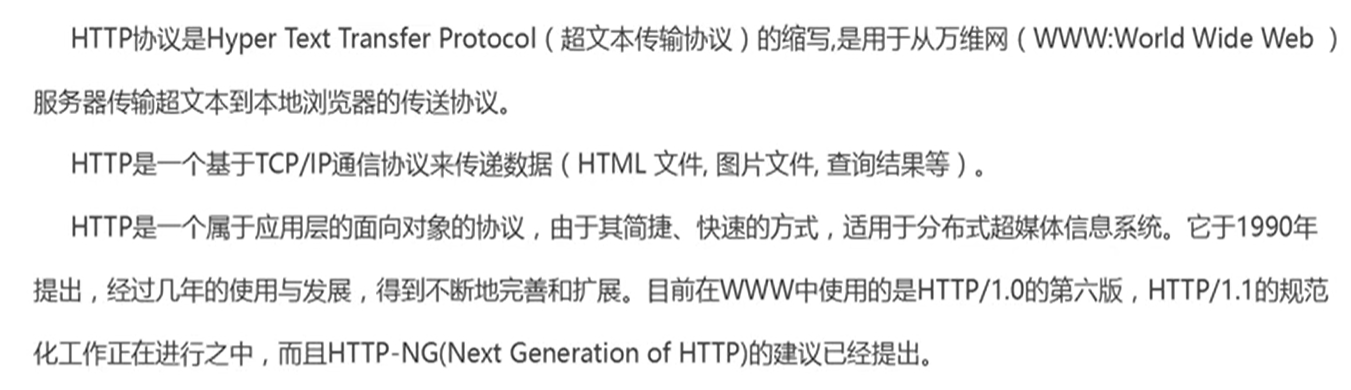 HTTP协议是Hyper Text Transfer Protocol（超文本传输协议）的缩写,是用于从万维网（WWW:World Wide Web ）
服务器传输超文本到本地浏览器的传送协议。
HTTP是一个基于TCP/IP通信协议来传递数据（HTML 文件, 图片文件, 查询结果等）。
HTTP是一个属于应用层的面向对象的协议，由于其简捷、快速的方式，适用于分布式超媒体信息系统。它于1990年
提出，经过几年的使用与发展，得到不断地完善和扩展。目前在WWW中使用的是HTTP/1.0的第六版，HTTP/1.1的规范
化工作正在进行之中，而且HTTP-NG(Next Generation of HTTP)的建议已经提出。